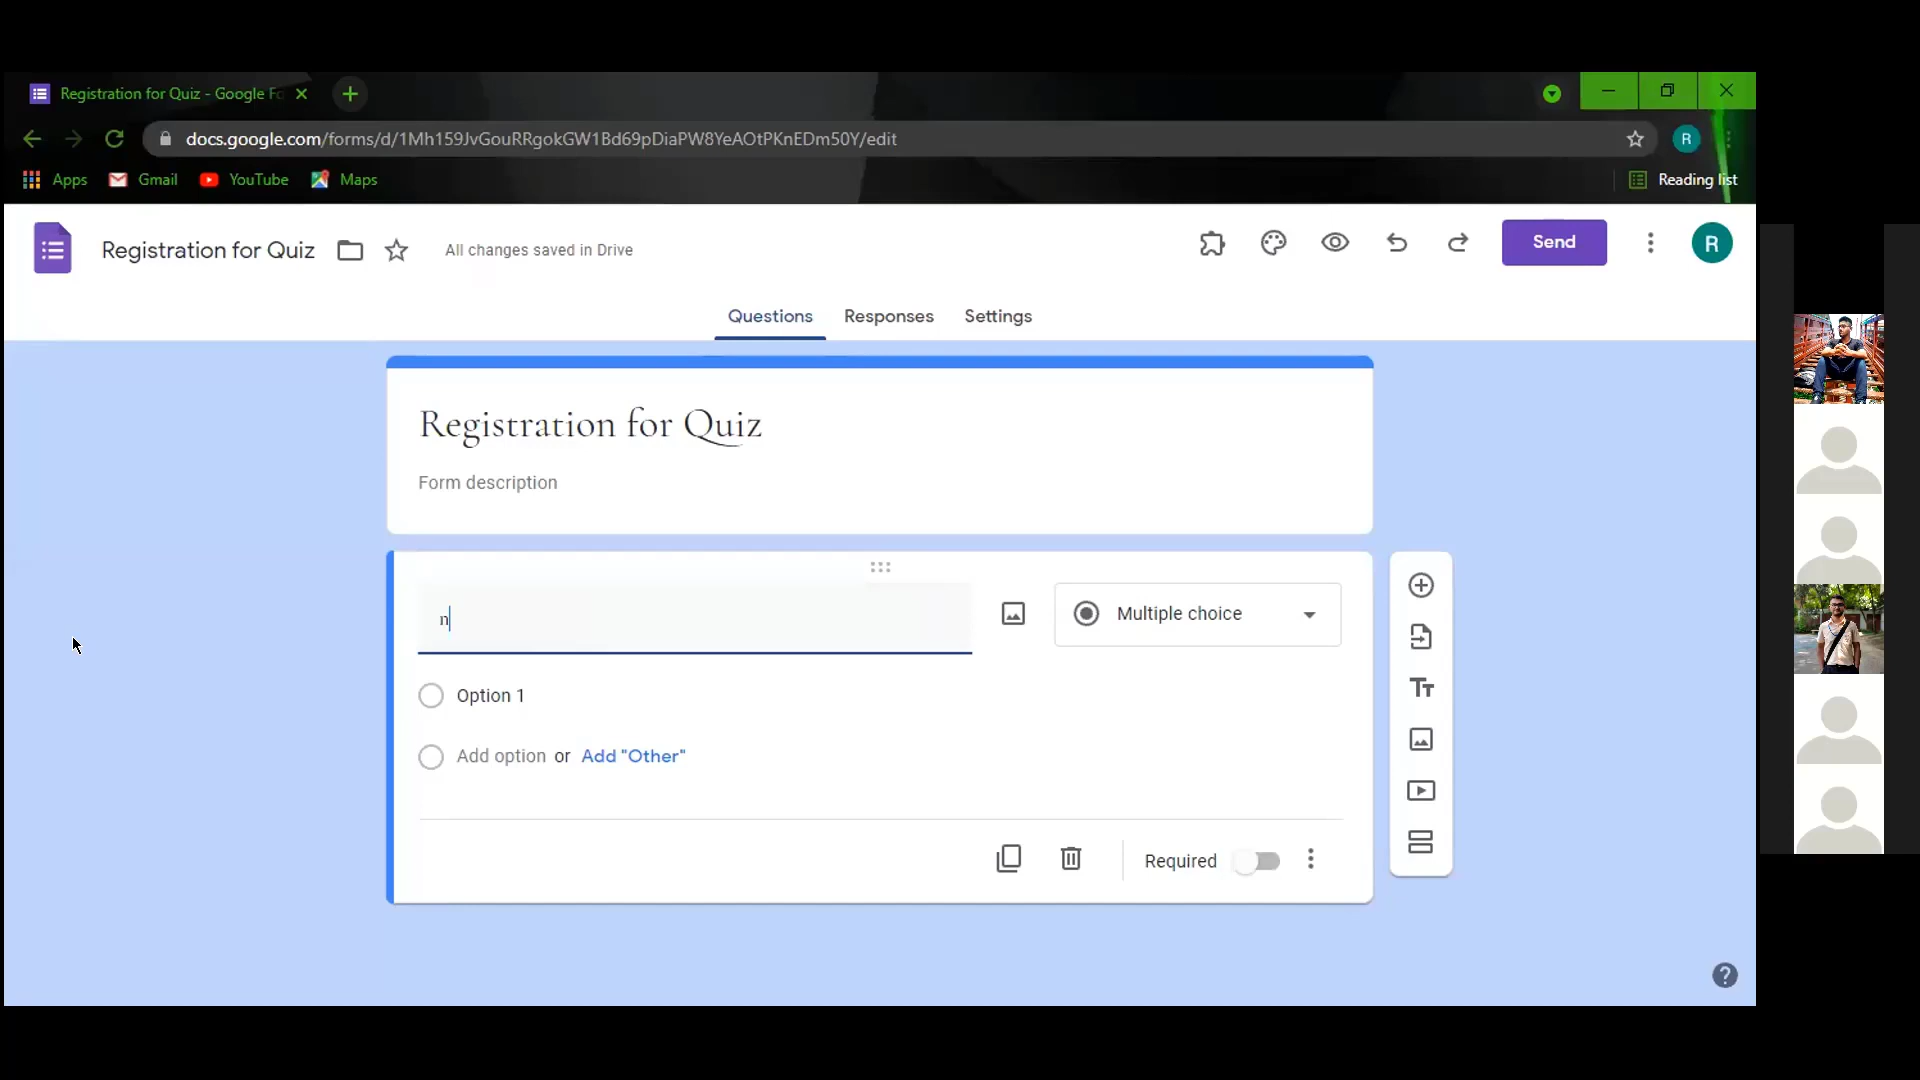 Registration for Quiz - Google Fo
docs.google.com/forms/d/1Mh159JvGouRRgokGW1Bd69pDiaPW8YeAOtPKnEDm50Y/edit
R
Apps
Gmail
YouTube
Maps
Reading list
Registration for Quiz
All changes saved in Drive
Send
R
Questions
Responses
Settings
Registration for Quiz
Form description
n
Multiple choice
Option 1
Add option or Add "Other"
Required